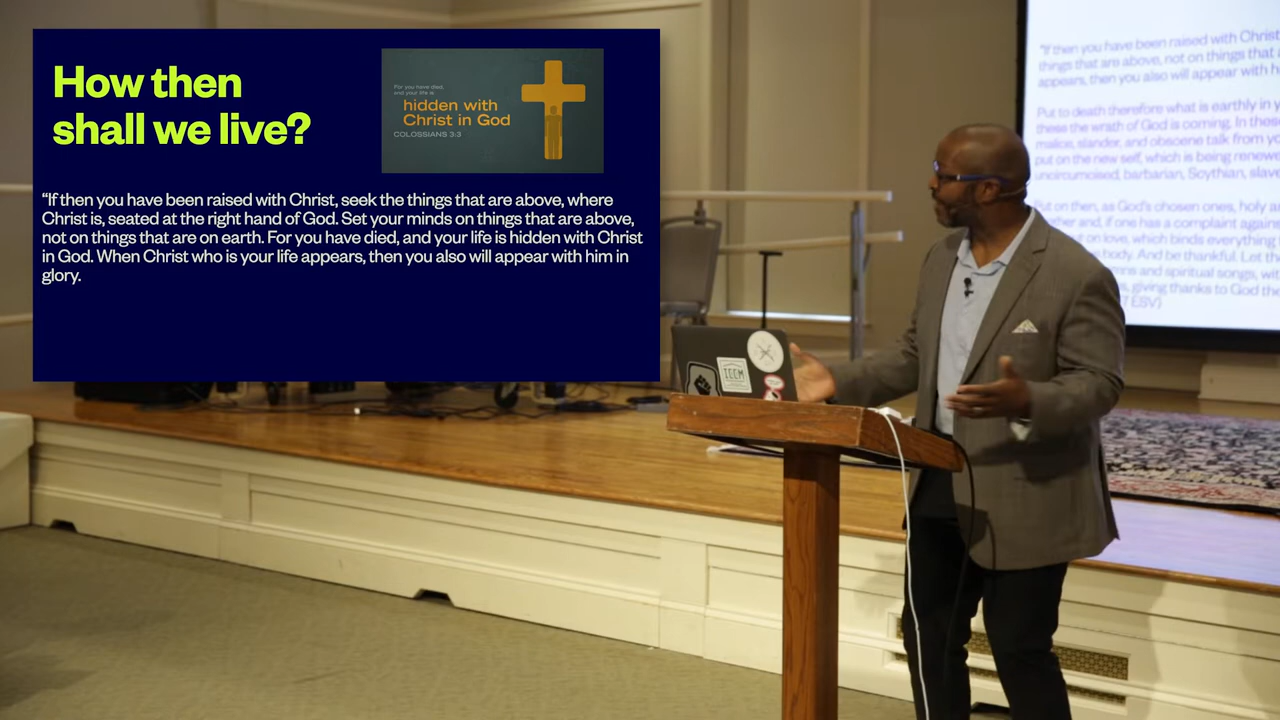 How then
shall we live?
For you have died,
and your life is
hidden with
Christ in God
COLOSSIANS 3:3
“If then you have been raised with Christ, seek the things that are above, where
Christ is, seated at the right hand of God. Set your minds on things that are above,
not on things that are on earth. For you have died, and your life is hidden with Christ
in God. When Christ who is your life appears, then you also will appear with him in
glory.
"If then you have been raised with Christ
things that are above, not on things that
appears, then you also will appear with h
Put to death therefore what is earthly in y
these the wrath of God is coming. In these
malice, slander, and obscene talk from yo
put on the new self, which is being renewe
uncircumcised, barbarian, Scythian, slave
Put on then, as God's chosen ones, holy a
other and, if one has a complaint agains
on love, which binds everything
body. And be thankful. Let th
and spiritual songs, wit
giving thanks to God the
ESV)